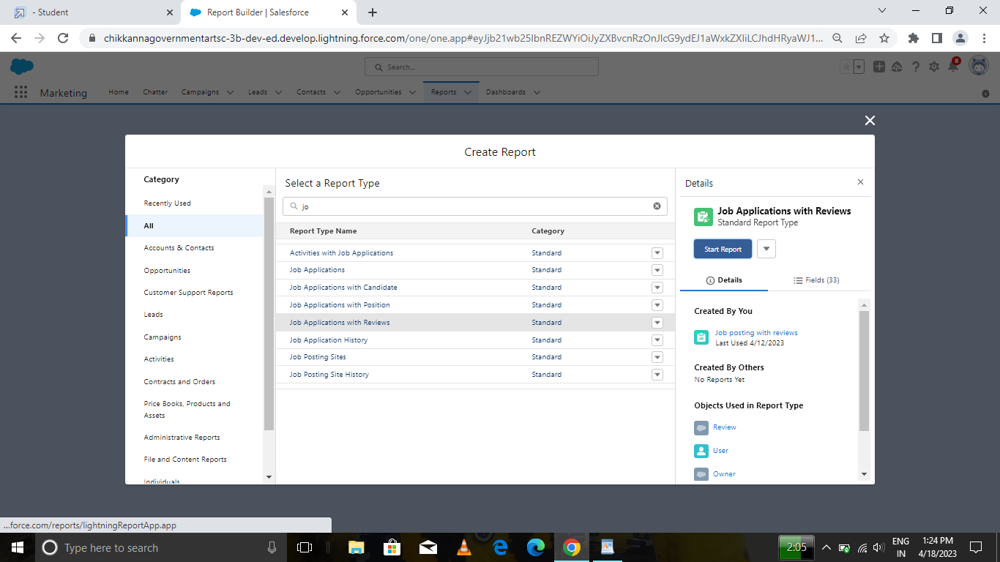 - Student
Report Builder | Salesforce
chikkannagovernmentartsc-3b-dev-ed.develop.lightning.force.com/one/one.app#eyJjb21wb25lbnREZWYiOiJyZXBvcnRzOnJlcG9ydEJ1aWxkZXIiLCJhdHRyaWJ1...
Search...
8
Marketing
Home
Chatter
Campaigns
Leads
Contacts
Opportunities
Reports
Dashboards
Create Report
Category
Recently Used
All
Accounts & Contacts
Opportunities
Customer Support Reports
Leads
Campaigns
Activities
Contracts and Orders
Price Books, Products and
Assets
Administrative Reports
File and Content Reports
Individuals
Select a Report Type
jo
Report Type Name Category
Activities with Job Applications Standard
Job Applications Standard
Job Applications with Candidate Standard
Job Applications with Position Standard
Job Applications with Reviews Standard
Job Application History Standard
Job Posting Sites Standard
Job Posting Site History Standard
Details
Job Applications with Reviews
Standard Report Type
Start Report
Details
Fields (33)
Created By You
Job posting with reviews
Last Used 4/12/2023
Created By Others
No Reports Yet
Objects Used in Report Type
Review
User
Owner
...force.com/reports/lightningReportApp.app
Type here to search
2:05
ENG
IN
1:24 PM
4/18/2023